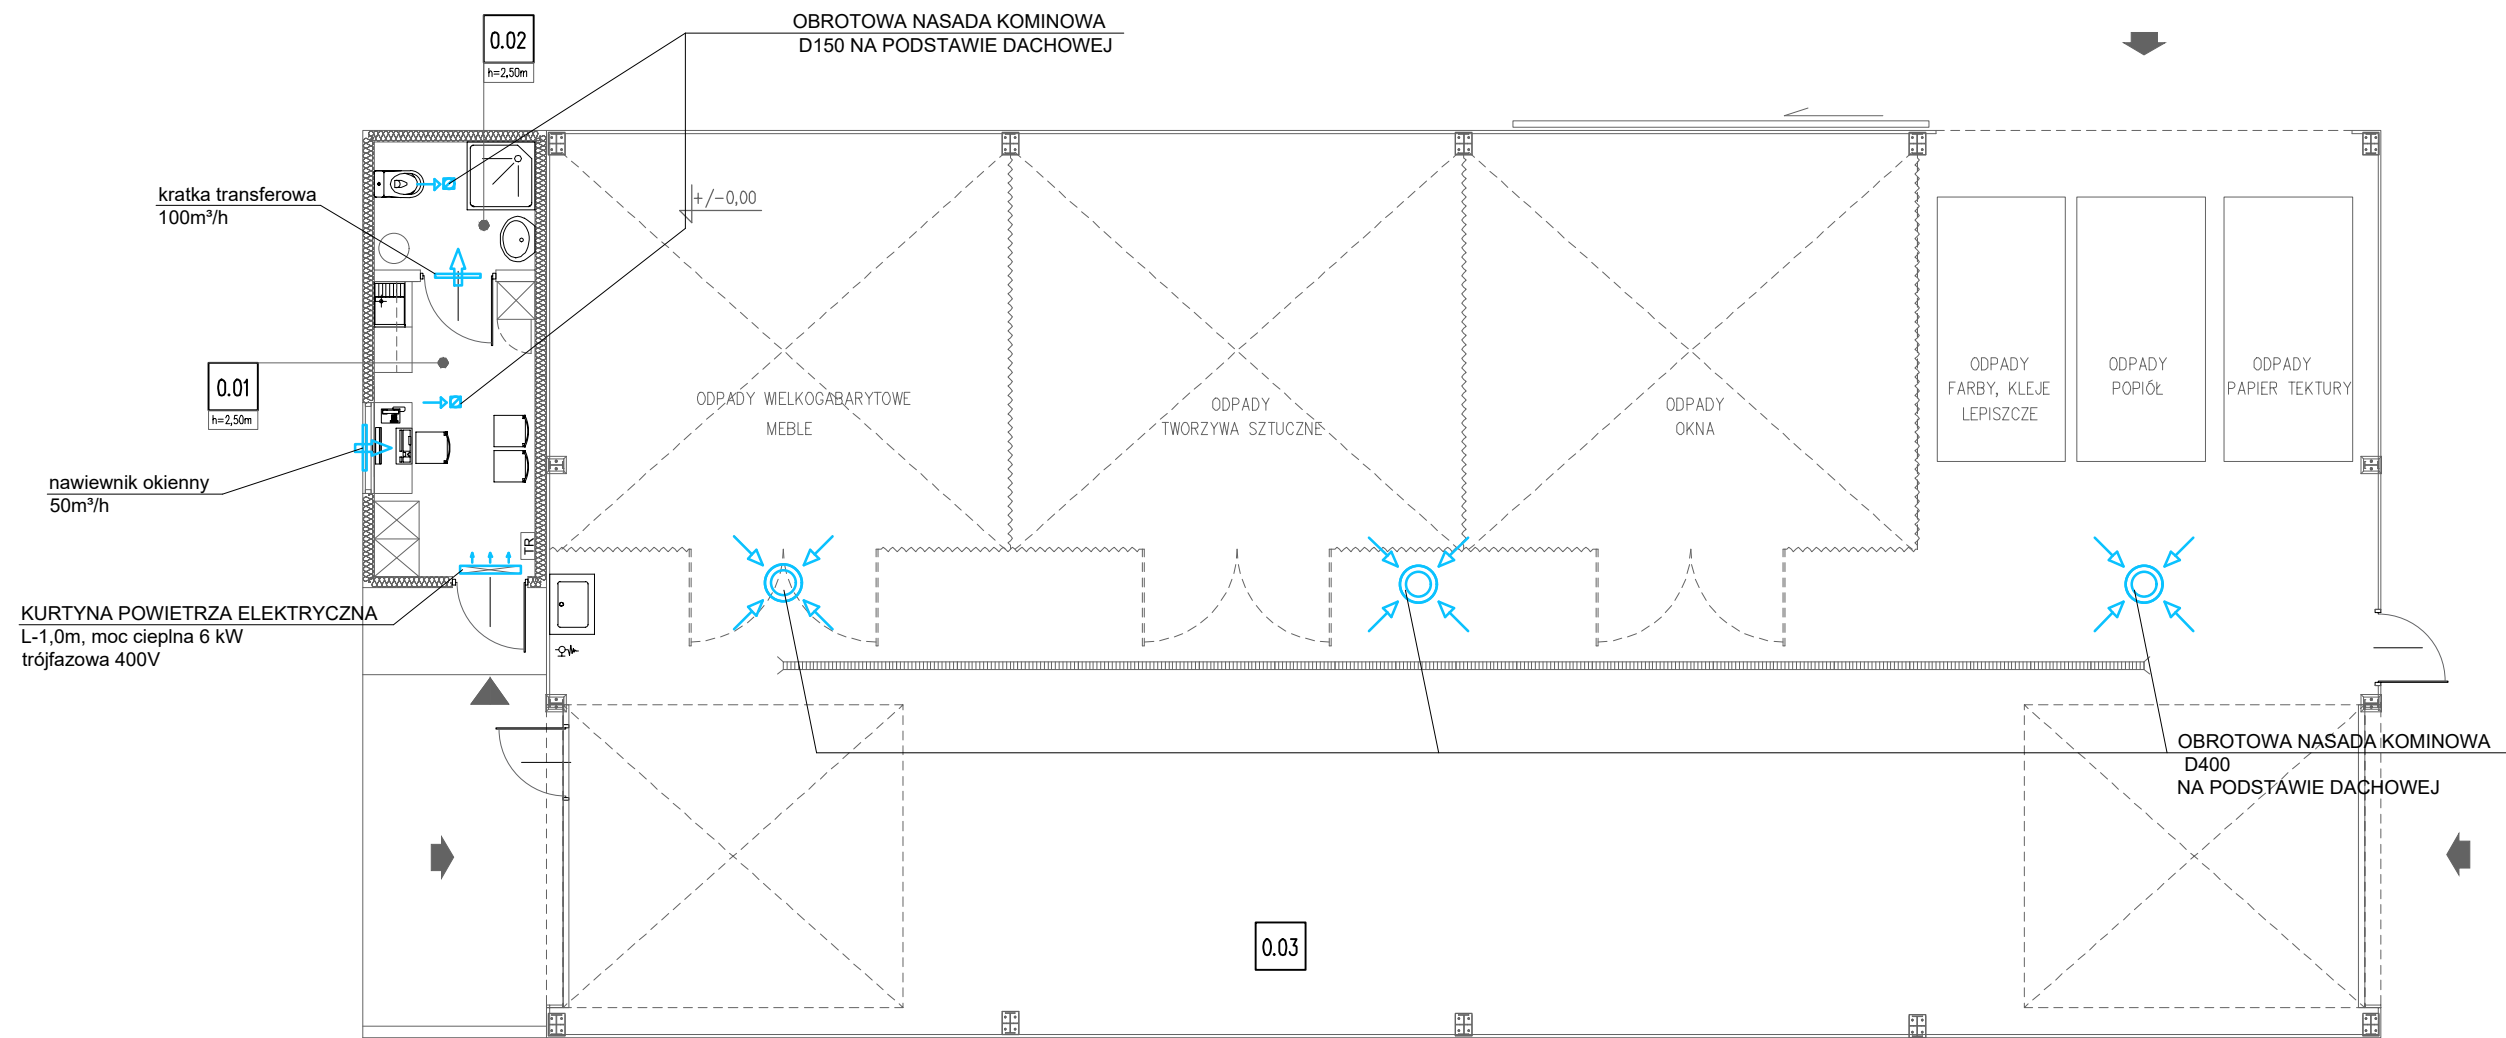 OBROTOWA NASADA KOMINOWA
D150 NA PODSTAWIE DACHOWEJ
0.02
h=2,50m
kratka transferowa
100m³/h
+/-0,00
0.01
h=2,50m
nawiewnik okienny
50m³/h
ODPADY WIELKOGABARYTOWE
MEBLE
ODPADY
TWORZYWA SZTUCZNE
ODPADY
OKNA
ODPADY
FARBY, KLEJE
LEPISZCZE
ODPADY
POPIÓŁ
ODPADY
PAPIER TEKTURY
TR
KURTYNA POWIETRZA ELEKTRYCZNA
L-1,0m, moc cieplna 6 kW
trójfazowa 400V
OBROTOWA NASADA KOMINOWA
D400
NA PODSTAWIE DACHOWEJ
0.03